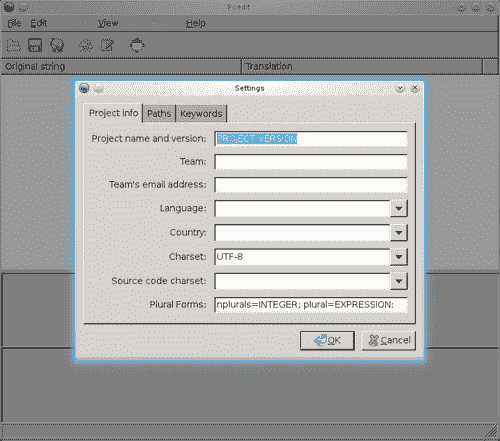 Poedit
File Edit View Help
Original string Translation
Settings
Project info Paths Keywords
Project name and version: PROJECT VERSION
Team:
Team's email address:
Language:
Country:
Charset: UTF-8
Source code charset:
Plural Forms: nplurals=INTEGER; plural=EXPRESSION;
OK Cancel